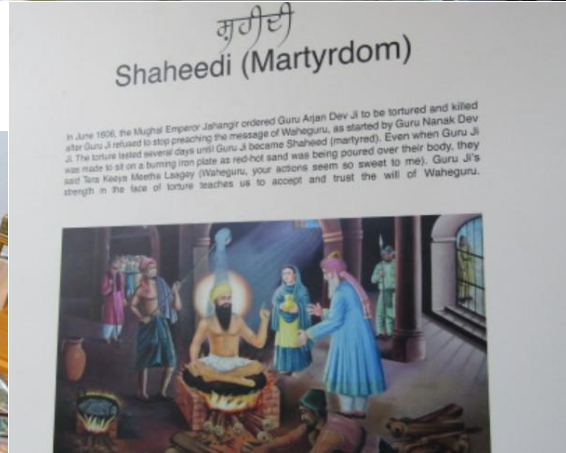 ਸ਼ਹੀਦੀ
Shaheedi (Martyrdom)
In June 1606, the Mughal Emperor Jahangir ordered Guru Arjan Dev Ji to be tortured and killed
after Guru Ji refused to stop preaching the message of Waheguru, as started by Guru Nanak Dev
Ji. The torture lasted several days until Guru Ji became Shaheed (martyred). Even when Guru Ji
was made to sit on a burning iron plate as red-hot sand was being poured over their body, they
said Tera Keeya Meetha Laagey (Waheguru, your actions seem so sweet to me). Guru Ji's
strength in the face of torture teaches us to accept and trust the will of Waheguru.